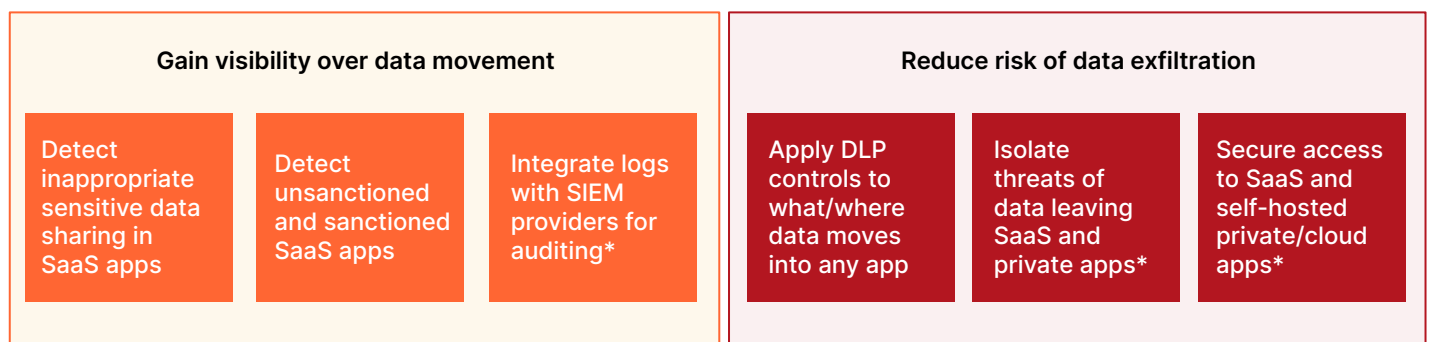 Gain visibility over data movement
Detect
inappropriate
sensitive data
sharing in
SaaS apps
Detect
unsanctioned
and sanctioned
SaaS apps
Integrate logs
with SIEM
providers for
auditing*
Reduce risk of data exfiltration
Apply DLP
controls to
what/where
data moves
into any app
Isolate
threats of
data leaving
SaaS and
private apps*
Secure access
to SaaS and
self-hosted
private/cloud
apps*